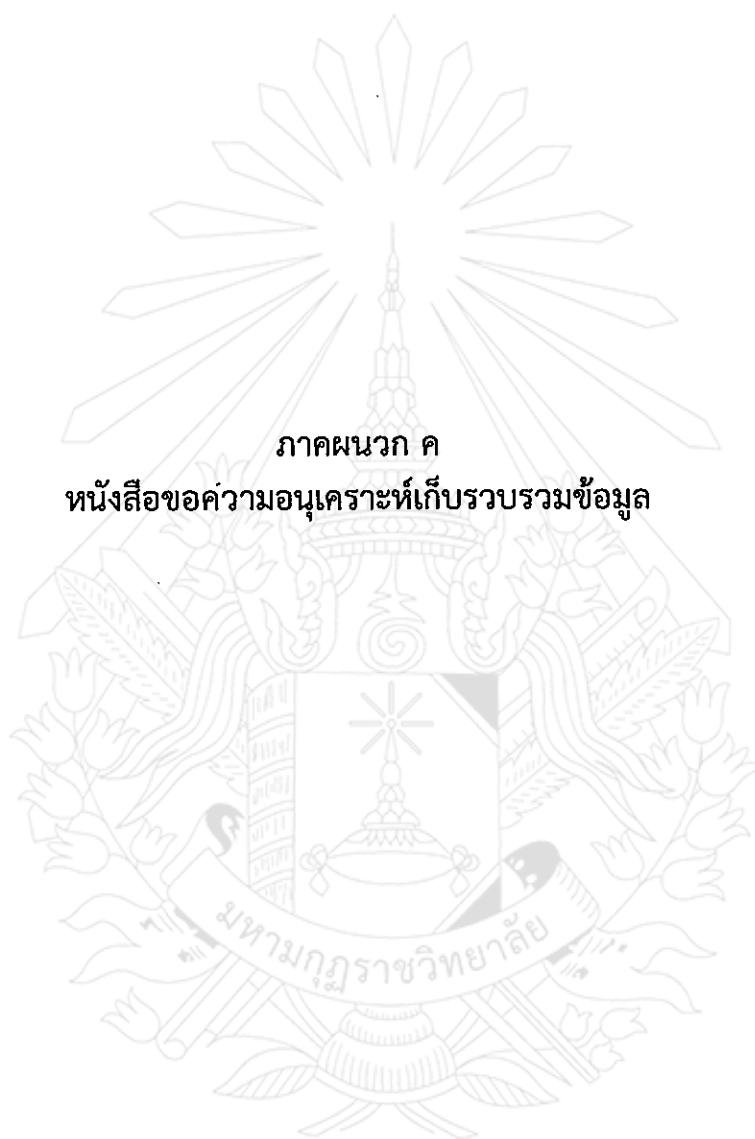 ภาคผนวก ค
หนังสือขอความอนุเคราะห์เก็บรวบรวมข้อมูล
มหามกุฏราชวิทยาลัย